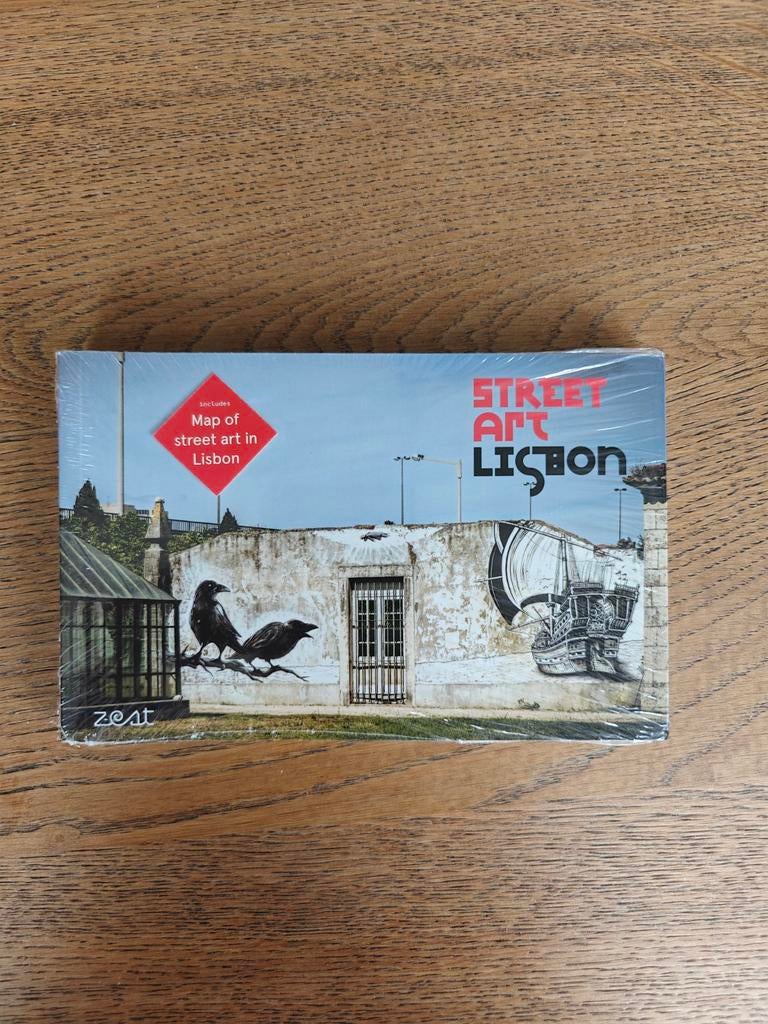 includes
Map of
street art in
Lisbon
STREET
ART
LISBON
zest